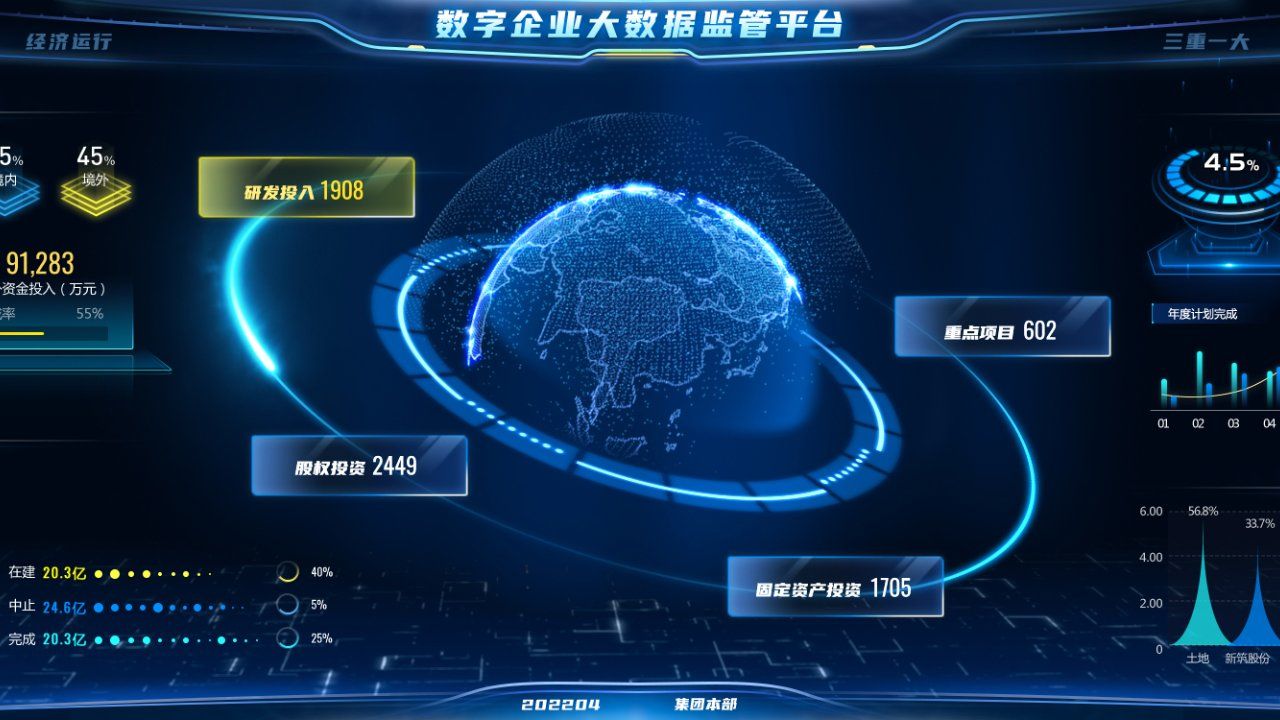 数字企业大数据监管平台
经济运行
三重一大
5%
45%
境内
境外
4.5%
研发投入 1908
91,283
资金投入（万元）
率
55%
重点项目 602
年度计划完成
01 02 03 04
股权投资 2449
6.00
56.8%
33.7%
4.00
2.00
0
土地 新筑股份
固定资产投资 1705
在建 20.3亿 40%
中止 24.6亿 5%
完成 20.3亿 25%
202204 集团本部